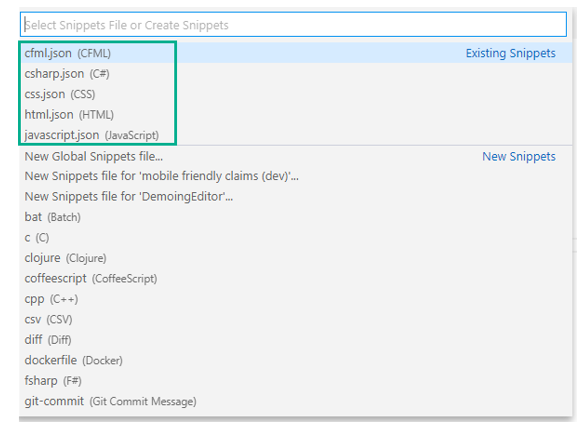 Select Snippets File or Create Snippets
cfml.json (CFML) Existing Snippets
csharp.json (C#)
css.json (CSS)
html.json (HTML)
javascript.json (JavaScript)
New Global Snippets file... New Snippets
New Snippets file for 'mobile friendly claims (dev)'...
New Snippets file for 'DemoingEditor'...
bat (Batch)
c (C)
clojure (Clojure)
coffeescript (CoffeeScript)
cpp (C++)
csv (CSV)
diff (Diff)
dockerfile (Docker)
fsharp (F#)
git-commit (Git Commit Message)